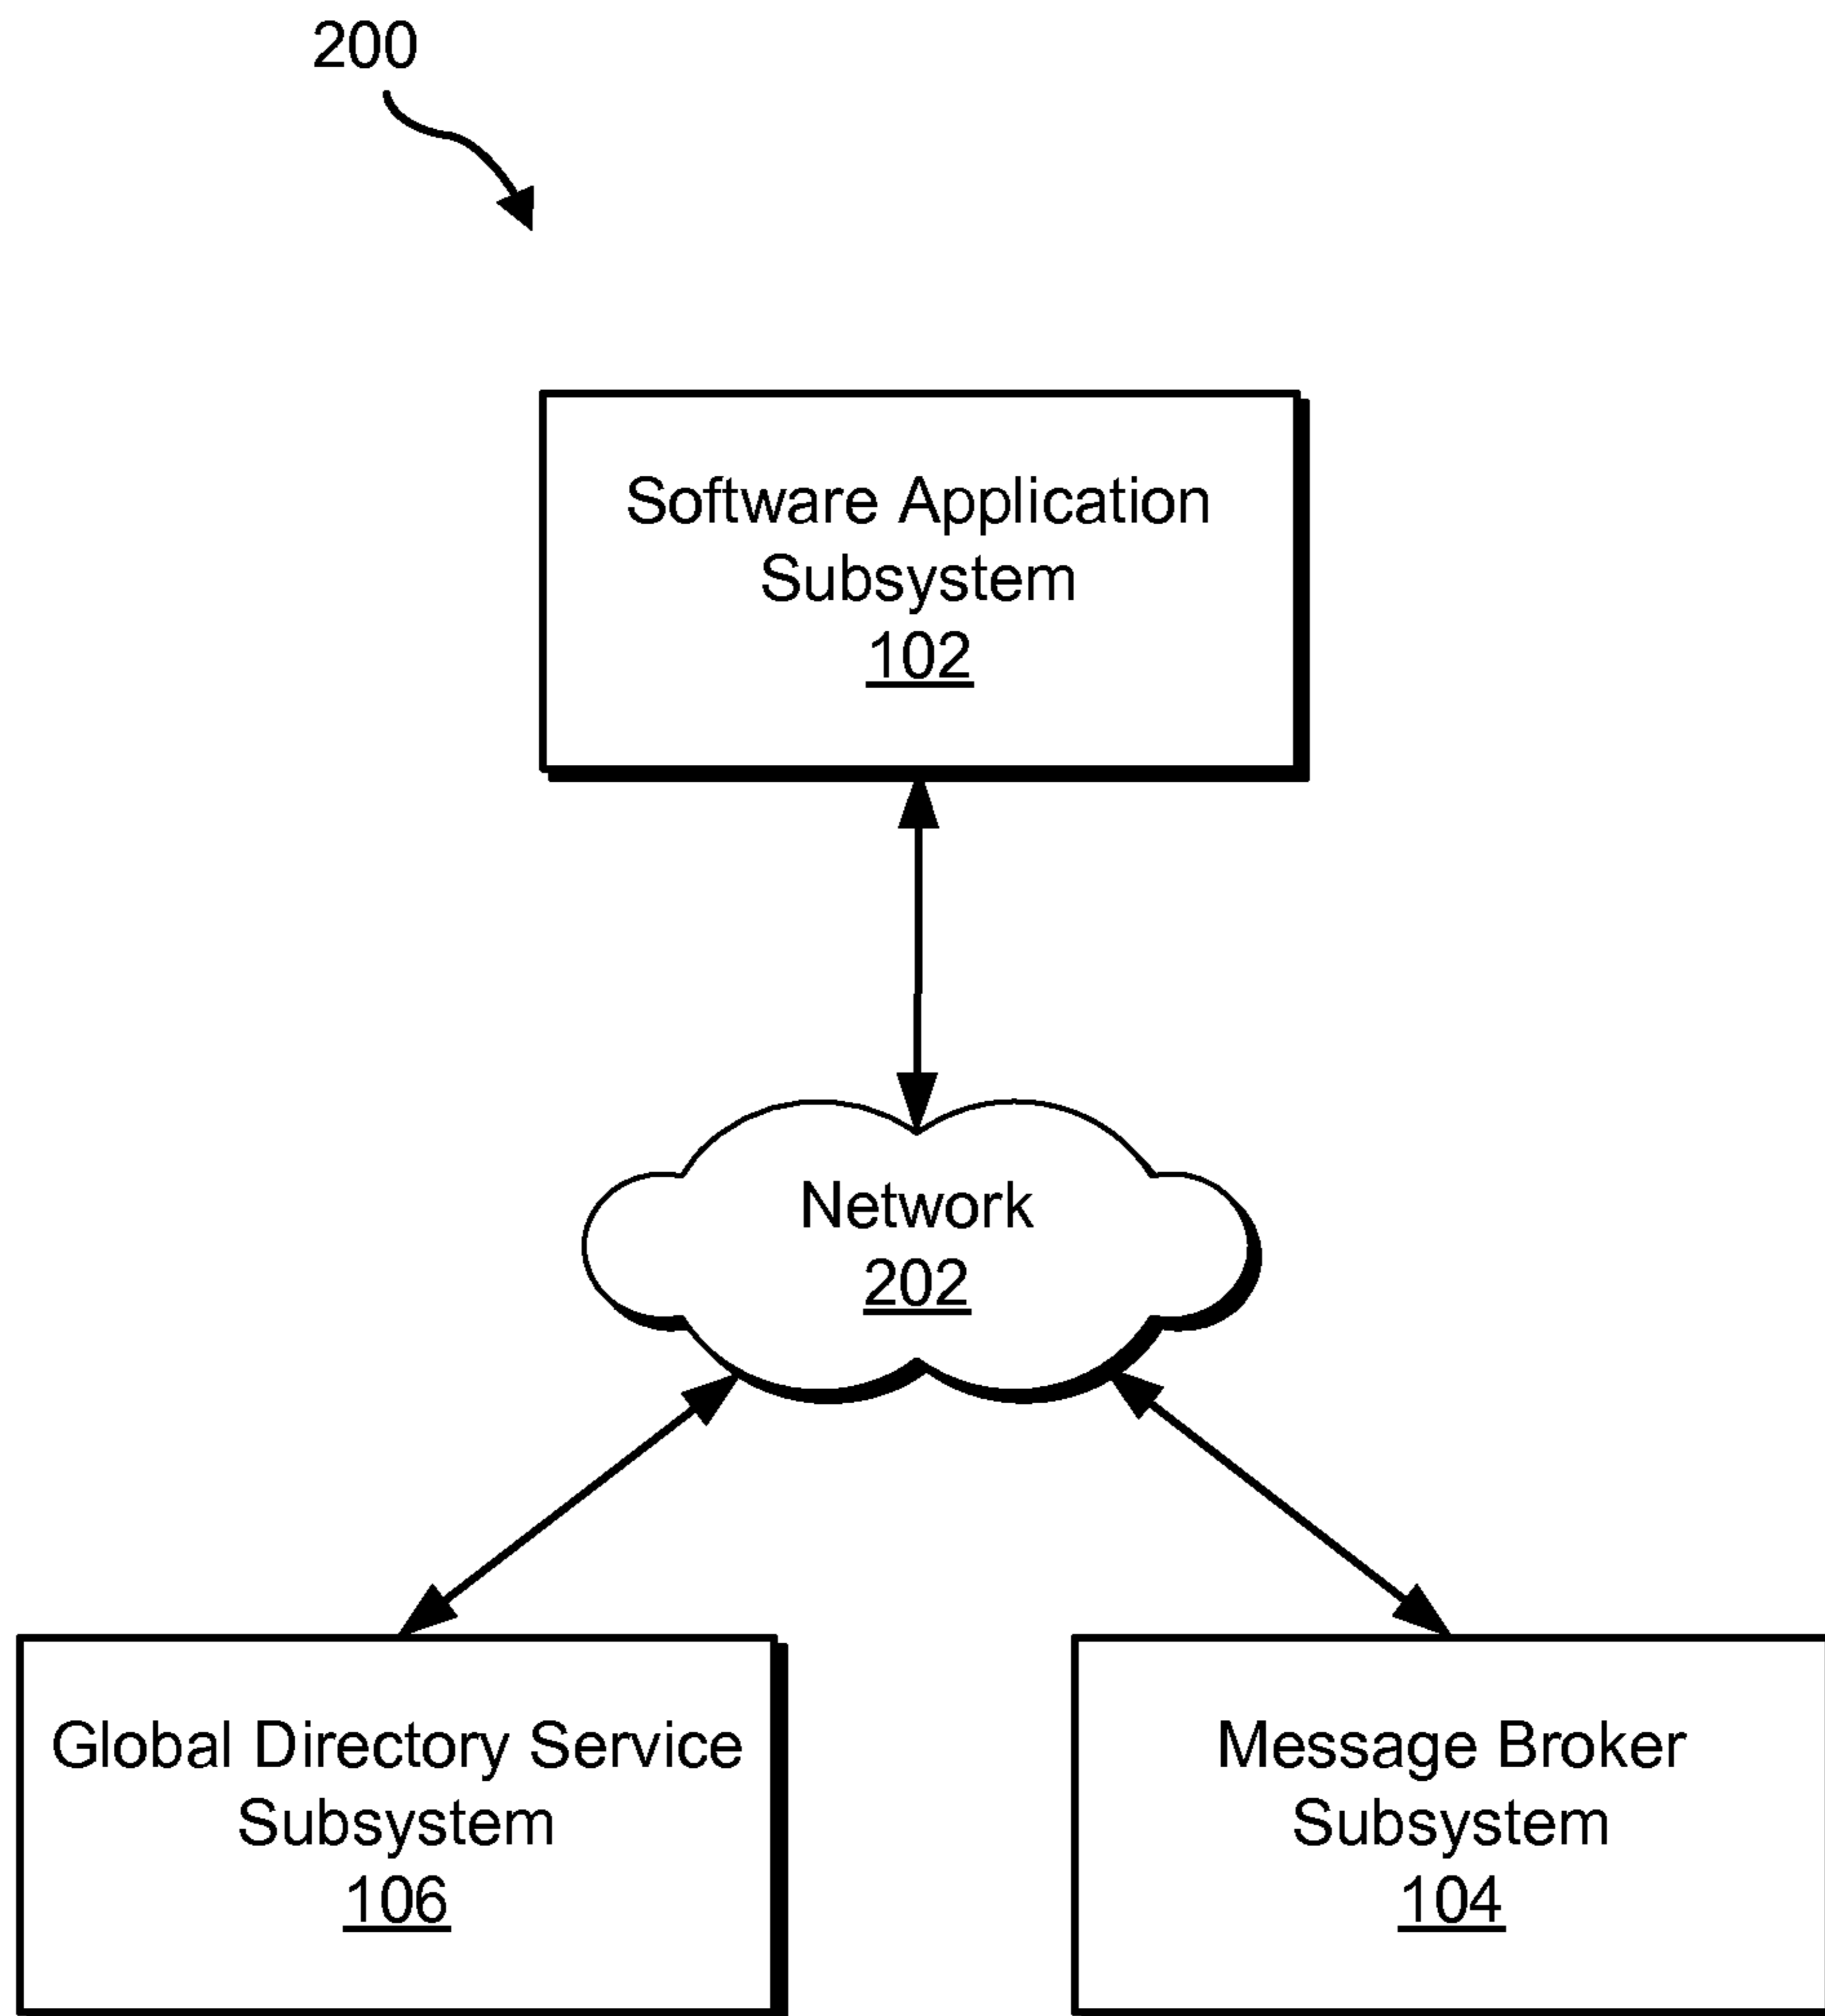 200
Software Application
Subsystem
102
Network
202
Global Directory Service
Subsystem
106
Message Broker
Subsystem
104